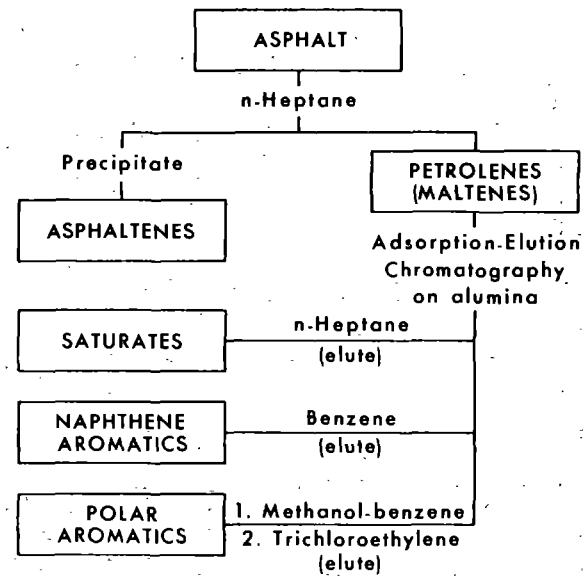 ASPHALT
n-Heptane
Precipitate
ASPHALTENES
PETROLENES
(MALTENES)
Adsorption-Elution
Chromatography
on alumina
SATURATES
n-Heptane
(elute)
NAPHTHENE
AROMATICS
Benzene
(elute)
POLAR
AROMATICS
1. Methanol-benzene
2. Trichloroethylene
(elute)